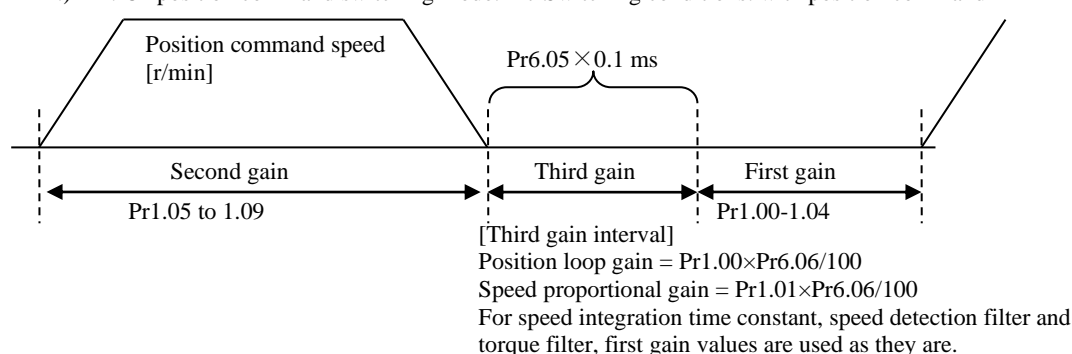 Position command speed
[r/min]
Pr6.05×0.1 ms
Second gain
Third gain
First gain
Pr1.05 to 1.09
Pr1.00-1.04
[Third gain interval]
Position loop gain = Pr1.00×Pr6.06/100
Speed proportional gain = Pr1.01×Pr6.06/100
For speed integration time constant, speed detection filter and
torque filter, first gain values are used as they are.